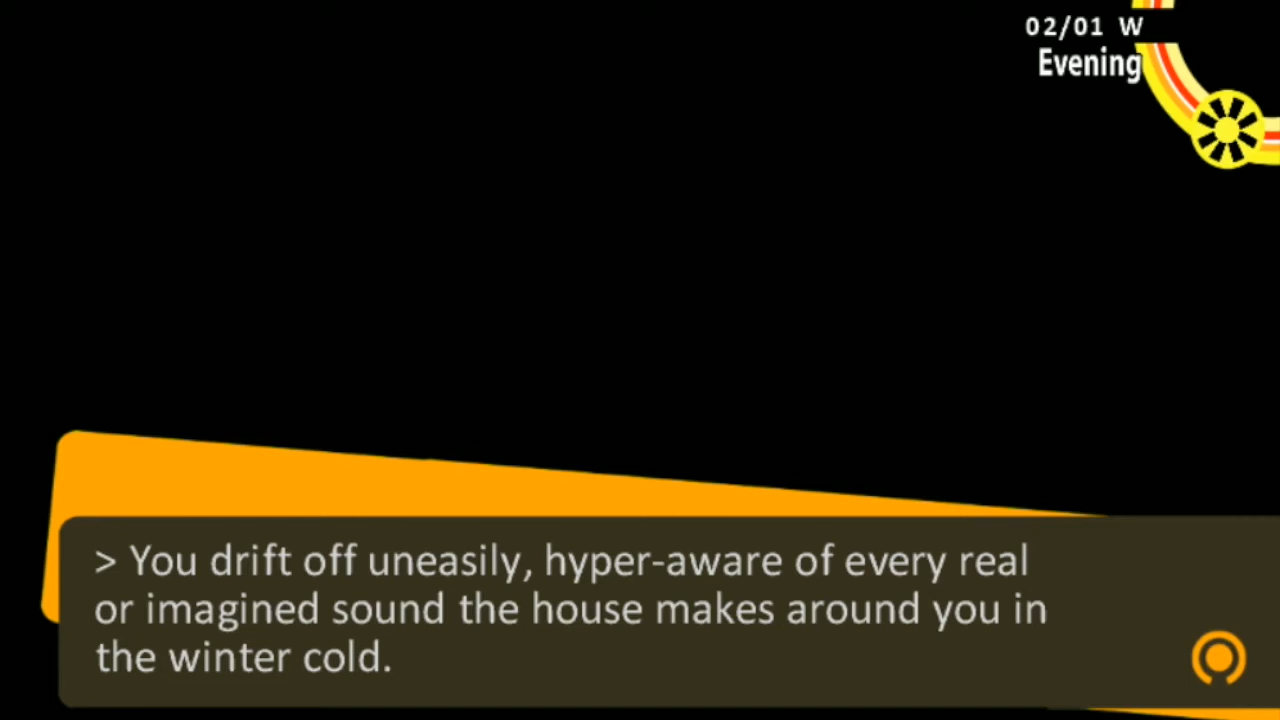 02/01 W
Evening
> You drift off uneasily, hyper-aware of every real
or imagined sound the house makes around you in
the winter cold.